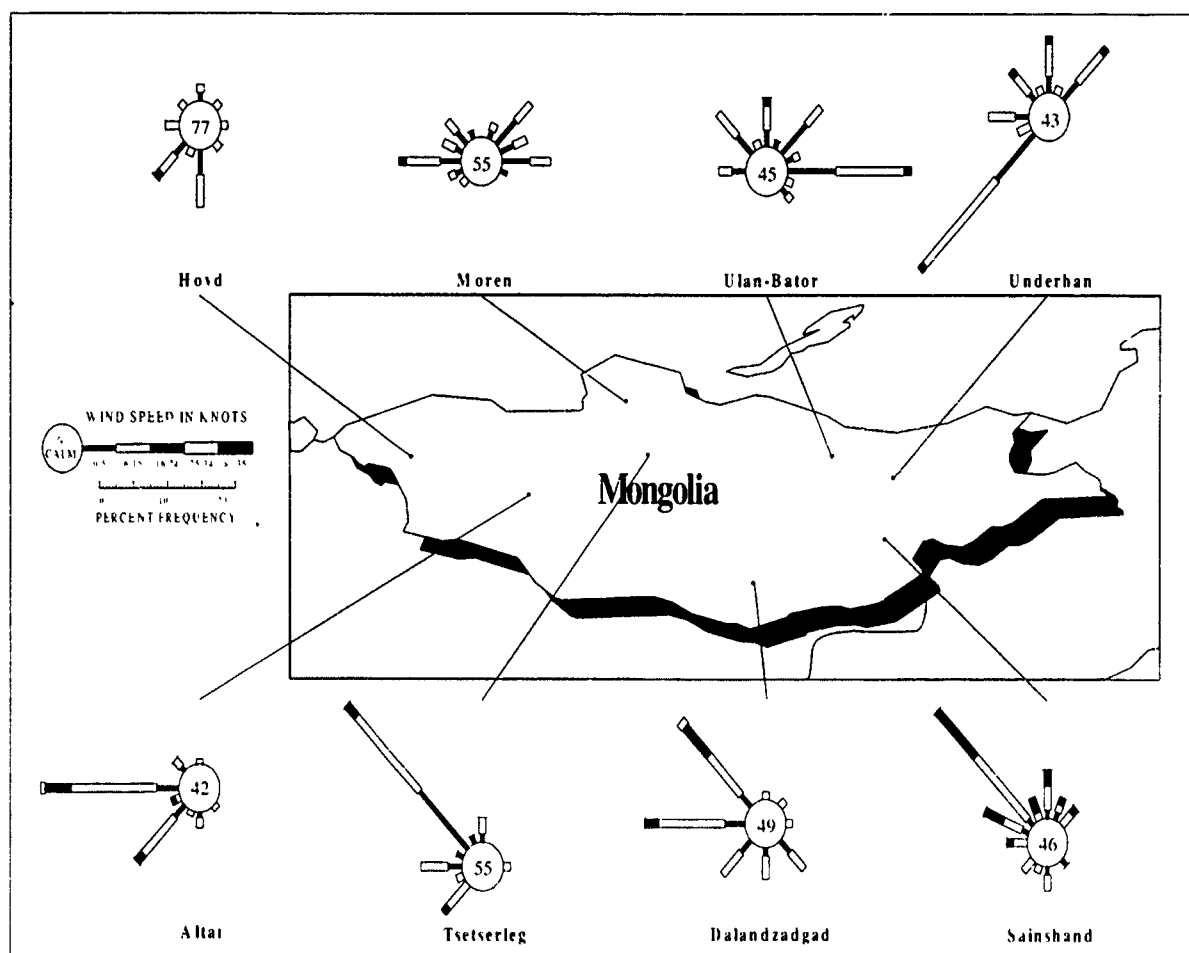 77
55
45
43
Hovd
Moren
Ulan-Bator
Underhan
WIND SPEED IN KNOTS
%
CALM
Mongolia
PERCENT FREQUENCY
42
55
49
46
Altai
Tsetserleg
Dalandzadgad
Sainshand